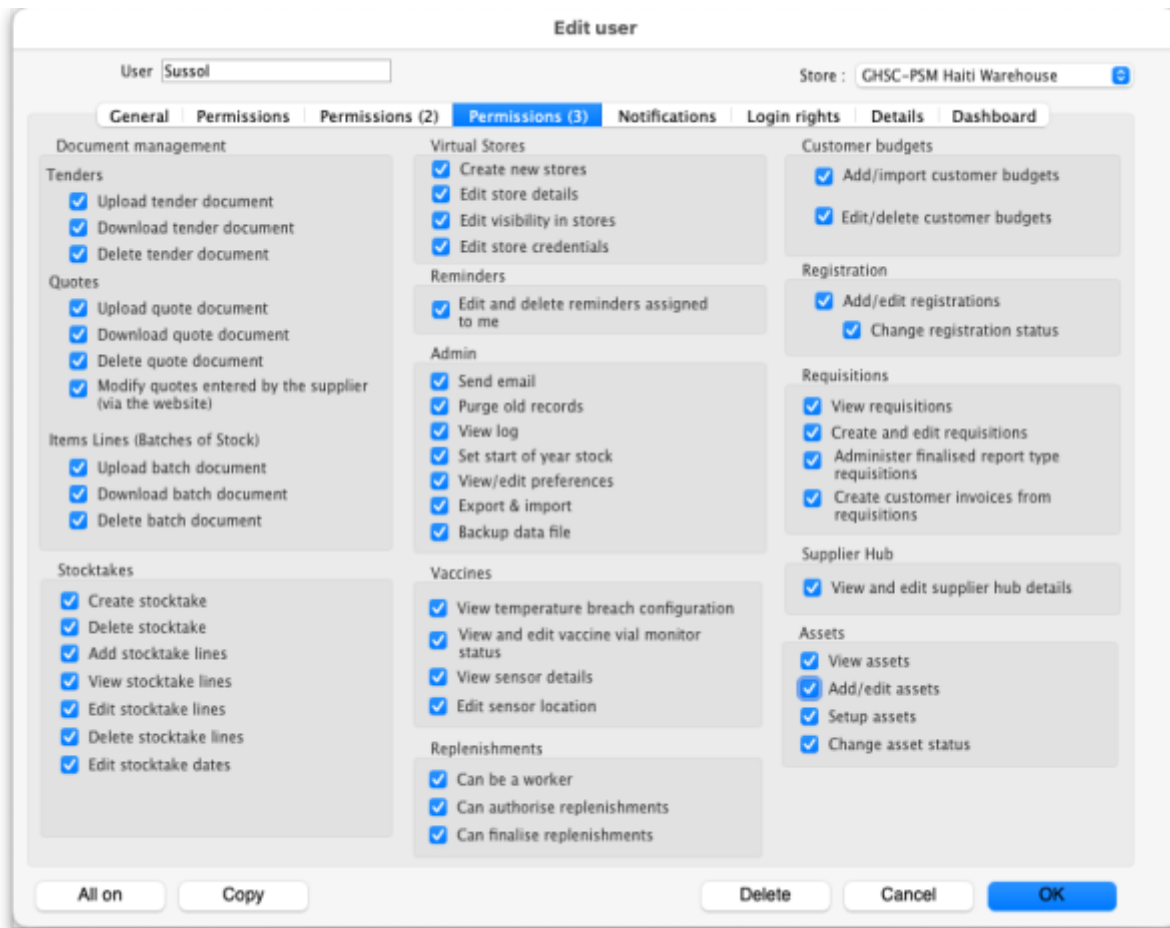 Edit user
User Sussol
Store : GHSC-PSM Haiti Warehouse
General Permissions Permissions (2) Permissions (3) Notifications Login rights Details Dashboard
Document management
Tenders
Upload tender document
Download tender document
Delete tender document
Quotes
Upload quote document
Download quote document
Delete quote document
Modify quotes entered by the supplier
(via the website)
Items Lines (Batches of Stock)
Upload batch document
Download batch document
Delete batch document
Stocktakes
Create stocktake
Delete stocktake
Add stocktake lines
View stocktake lines
Edit stocktake lines
Delete stocktake lines
Edit stocktake dates
Virtual Stores
Create new stores
Edit store details
Edit visibility in stores
Edit store credentials
Reminders
Edit and delete reminders assigned
to me
Admin
Send email
Purge old records
View log
Set start of year stock
View/edit preferences
Export & import
Backup data file
Vaccines
View temperature breach configuration
View and edit vaccine vial monitor
status
View sensor details
Edit sensor location
Replenishments
Can be a worker
Can authorise replenishments
Can finalise replenishments
Customer budgets
Add/import customer budgets
Edit/delete customer budgets
Registration
Add/edit registrations
Change registration status
Requisitions
View requisitions
Create and edit requisitions
Administer finalised report type
requisitions
Create customer invoices from
requisitions
Supplier Hub
View and edit supplier hub details
Assets
View assets
Add/edit assets
Setup assets
Change asset status
All on Copy Delete Cancel OK